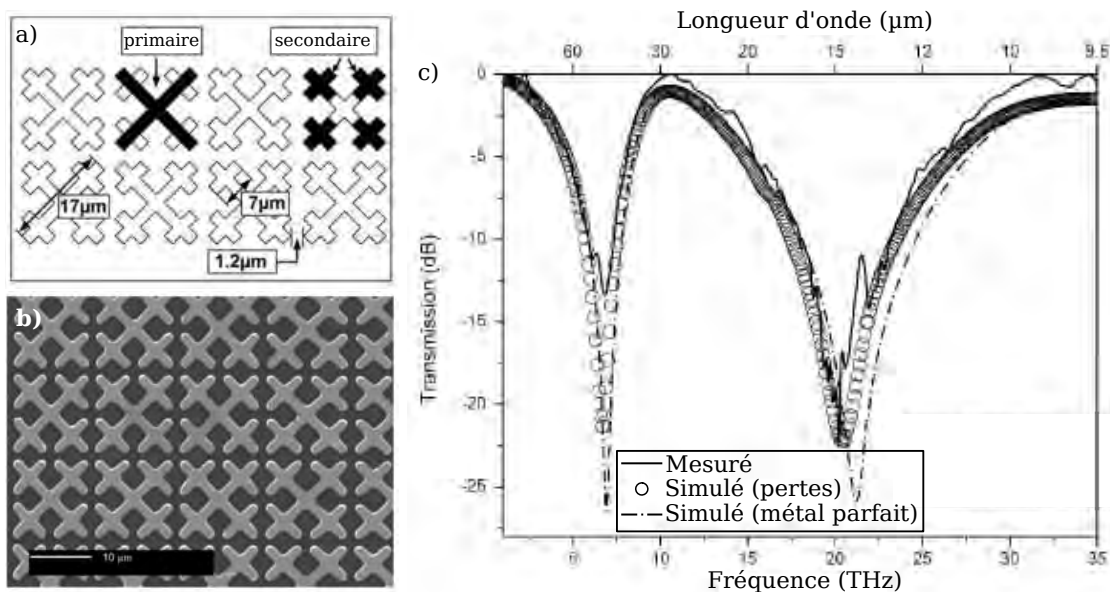 a)
primaire
secondaire
17µm
7µm
1.2µm
b)
10 µm
c)
Longueur d'onde (µm)
60 30 20 15 12 10 9.5
0
-5
-10
-15
-20
-25
Transmission (dB)
Mesuré
Simulé (pertes)
Simulé (métal parfait)
5 10 15 20 25 30 35
Fréquence (THz)